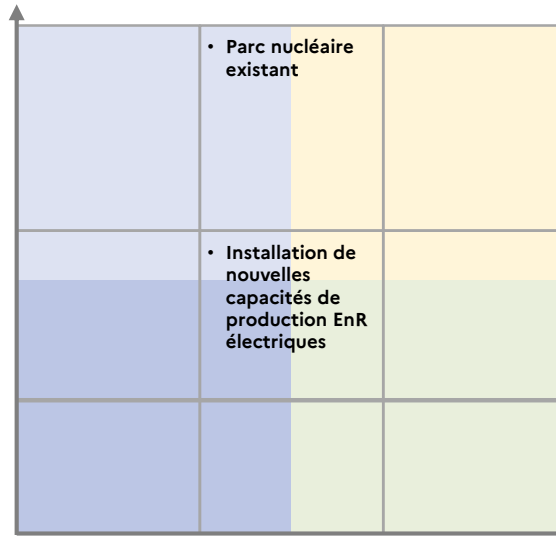 • Parc nucléaire
existant
• Installation de
nouvelles
capacités de
production EnR
électriques